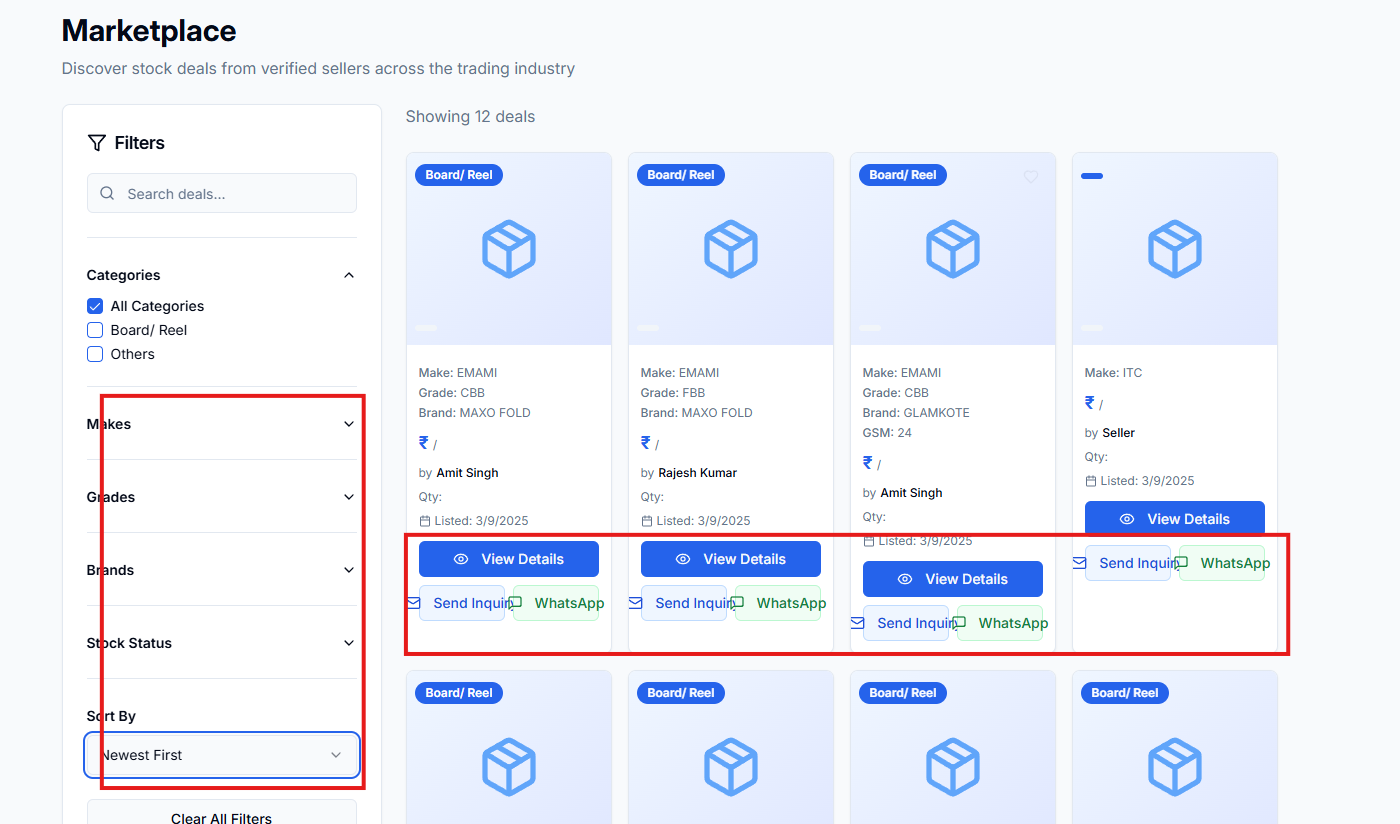 Marketplace
Discover stock deals from verified sellers across the trading industry
Filters
Search deals...
Categories
All Categories
Board/ Reel
Others
Makes
Grades
Brands
Stock Status
Sort By
Newest First
Clear All Filters
Showing 12 deals
Board/ Reel
Make: EMAMI
Grade: CBB
Brand: MAXO FOLD
₹ /
by Amit Singh
Qty:
Listed: 3/9/2025
View Details
Send Inquiry WhatsApp
Board/ Reel
Make: EMAMI
Grade: FBB
Brand: MAXO FOLD
₹ /
by Rajesh Kumar
Qty:
Listed: 3/9/2025
View Details
Send Inquiry WhatsApp
Board/ Reel
Make: EMAMI
Grade: CBB
Brand: GLAMKOTE
GSM: 24
₹ /
by Amit Singh
Qty:
Listed: 3/9/2025
View Details
Send Inquiry WhatsApp
Make: ITC
₹ /
by Seller
Qty:
Listed: 3/9/2025
View Details
Send Inquiry WhatsApp
Board/ Reel
Board/ Reel
Board/ Reel
Board/ Reel